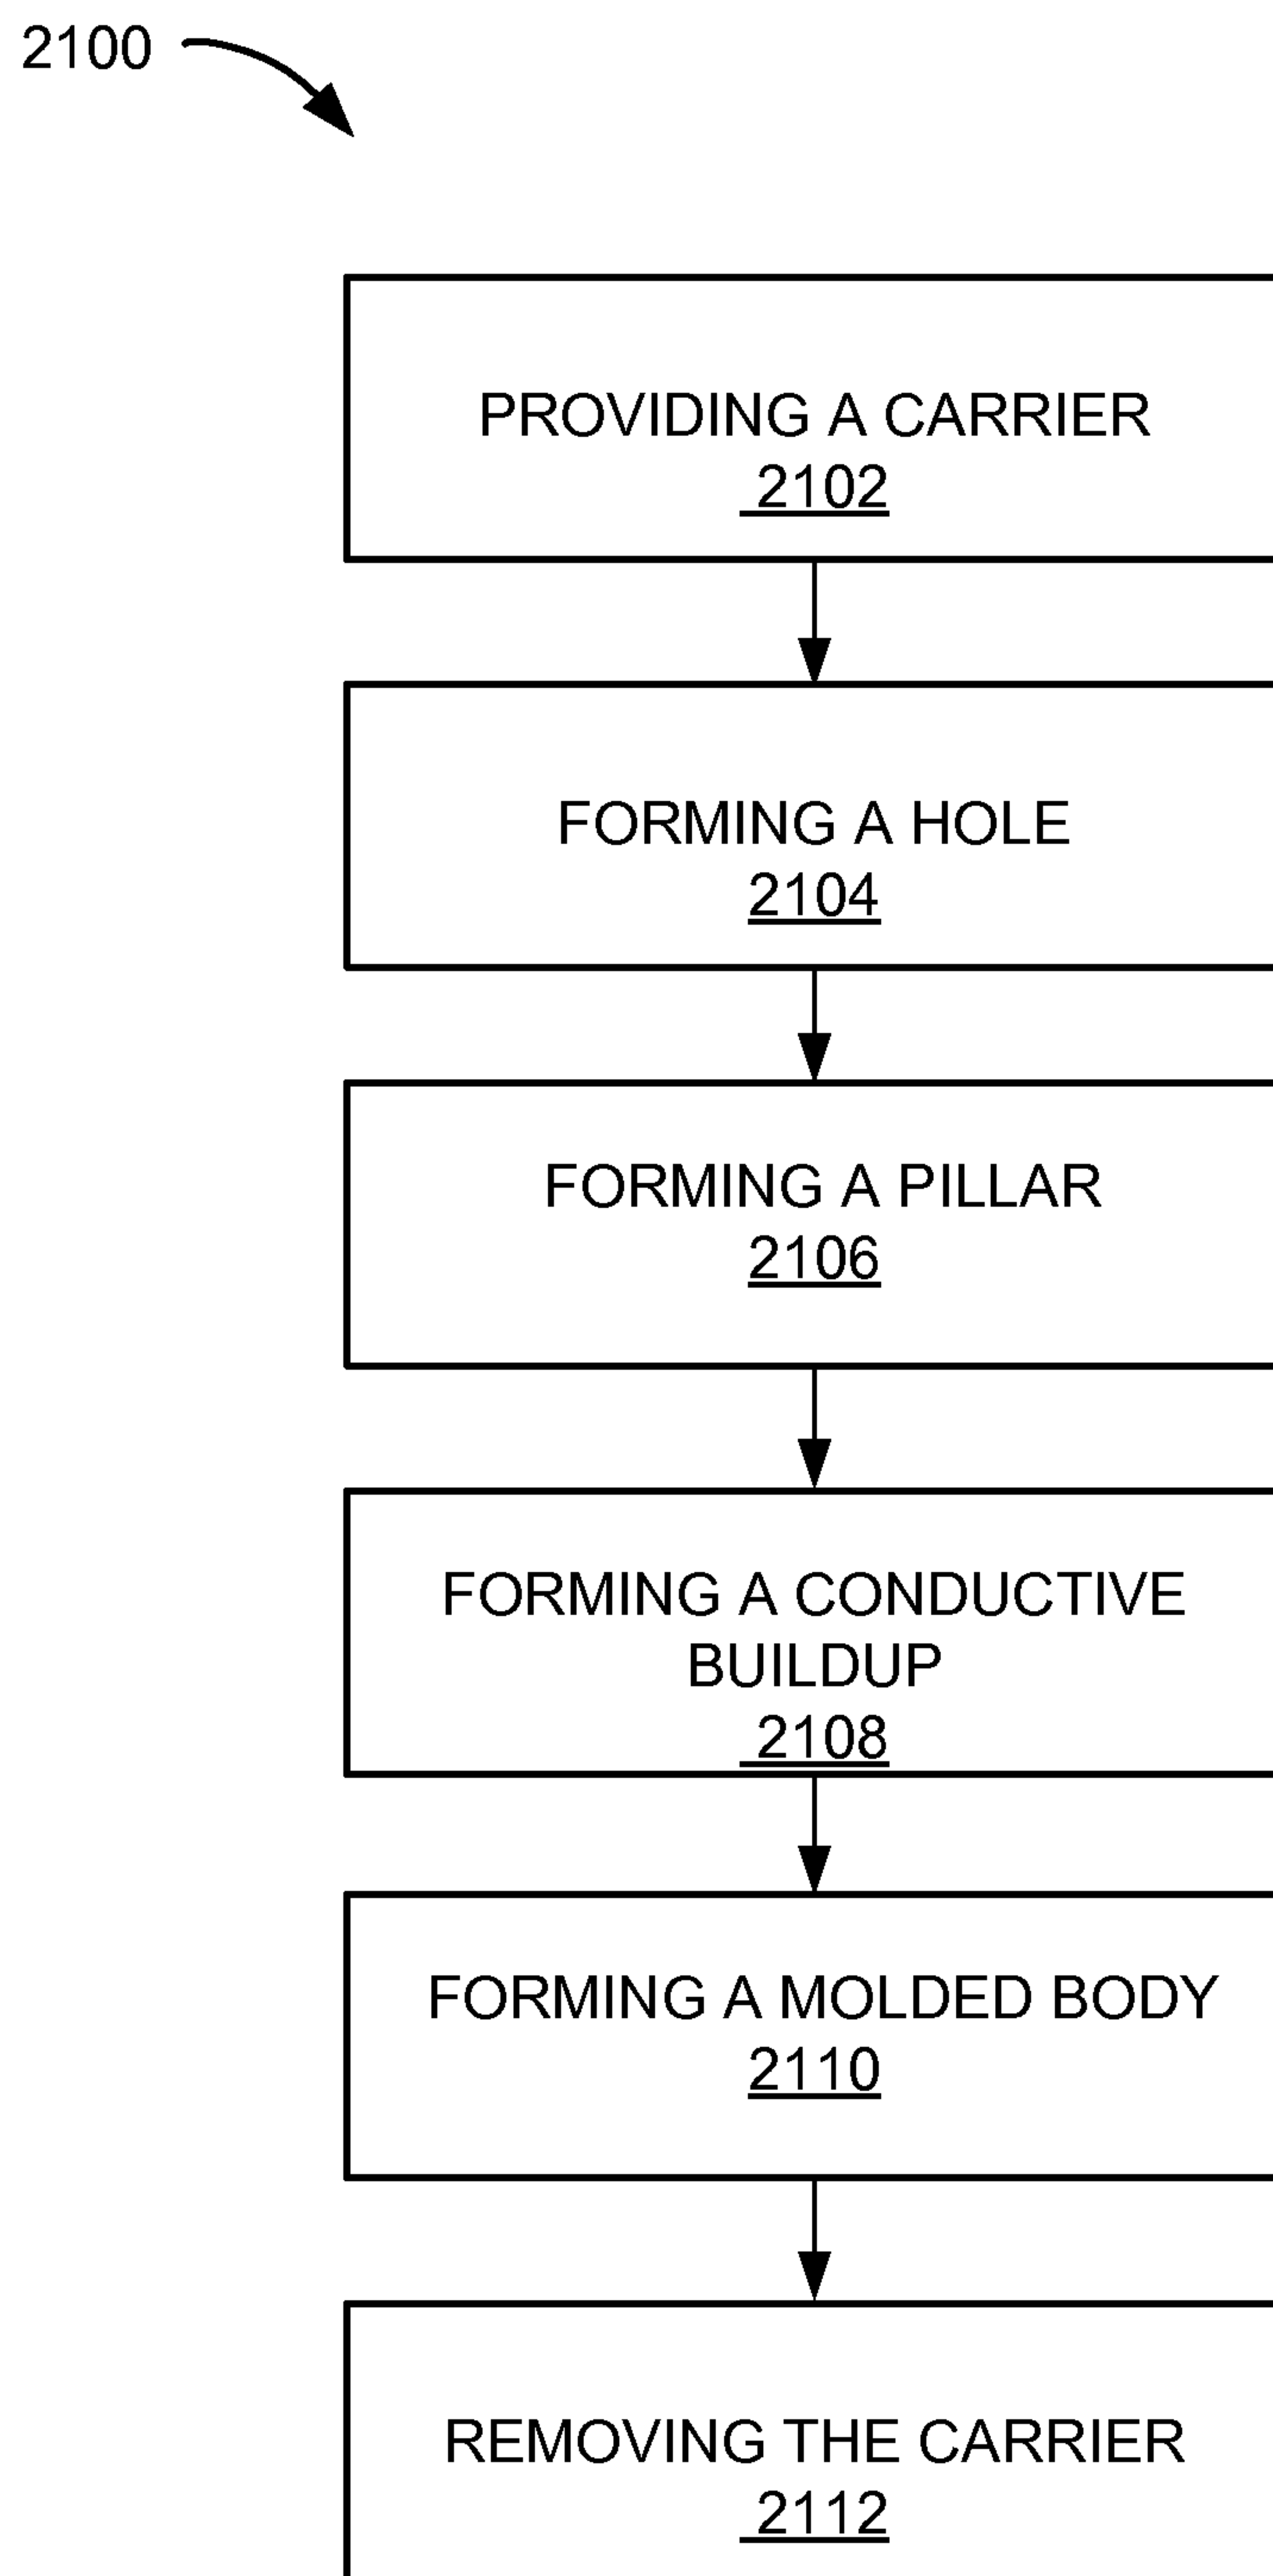 2100
PROVIDING A CARRIER
2102
FORMING A HOLE
2104
FORMING A PILLAR
2106
FORMING A CONDUCTIVE
BUILDUP
2108
FORMING A MOLDED BODY
2110
REMOVING THE CARRIER
2112